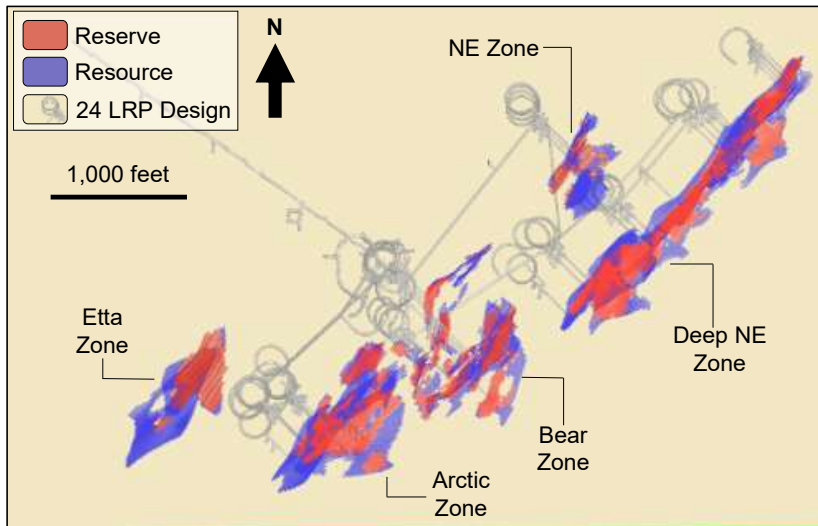 Reserve
Resource
24 LRP Design
N
1,000 feet
NE Zone
Etta
Zone
Deep NE
Zone
Bear
Zone
Arctic
Zone